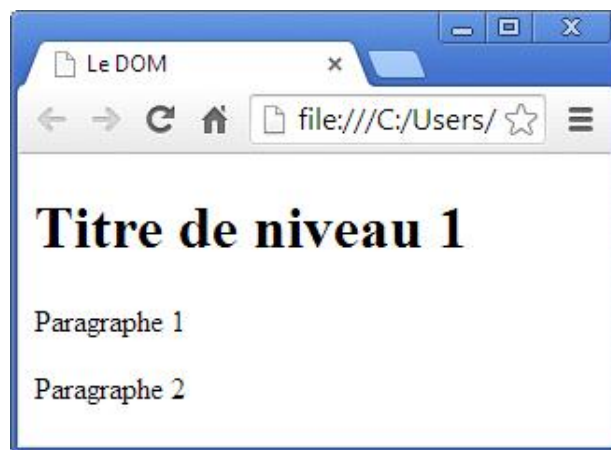 Le DOM
file:///C:/Users/
Titre de niveau 1
Paragraphe 1
Paragraphe 2